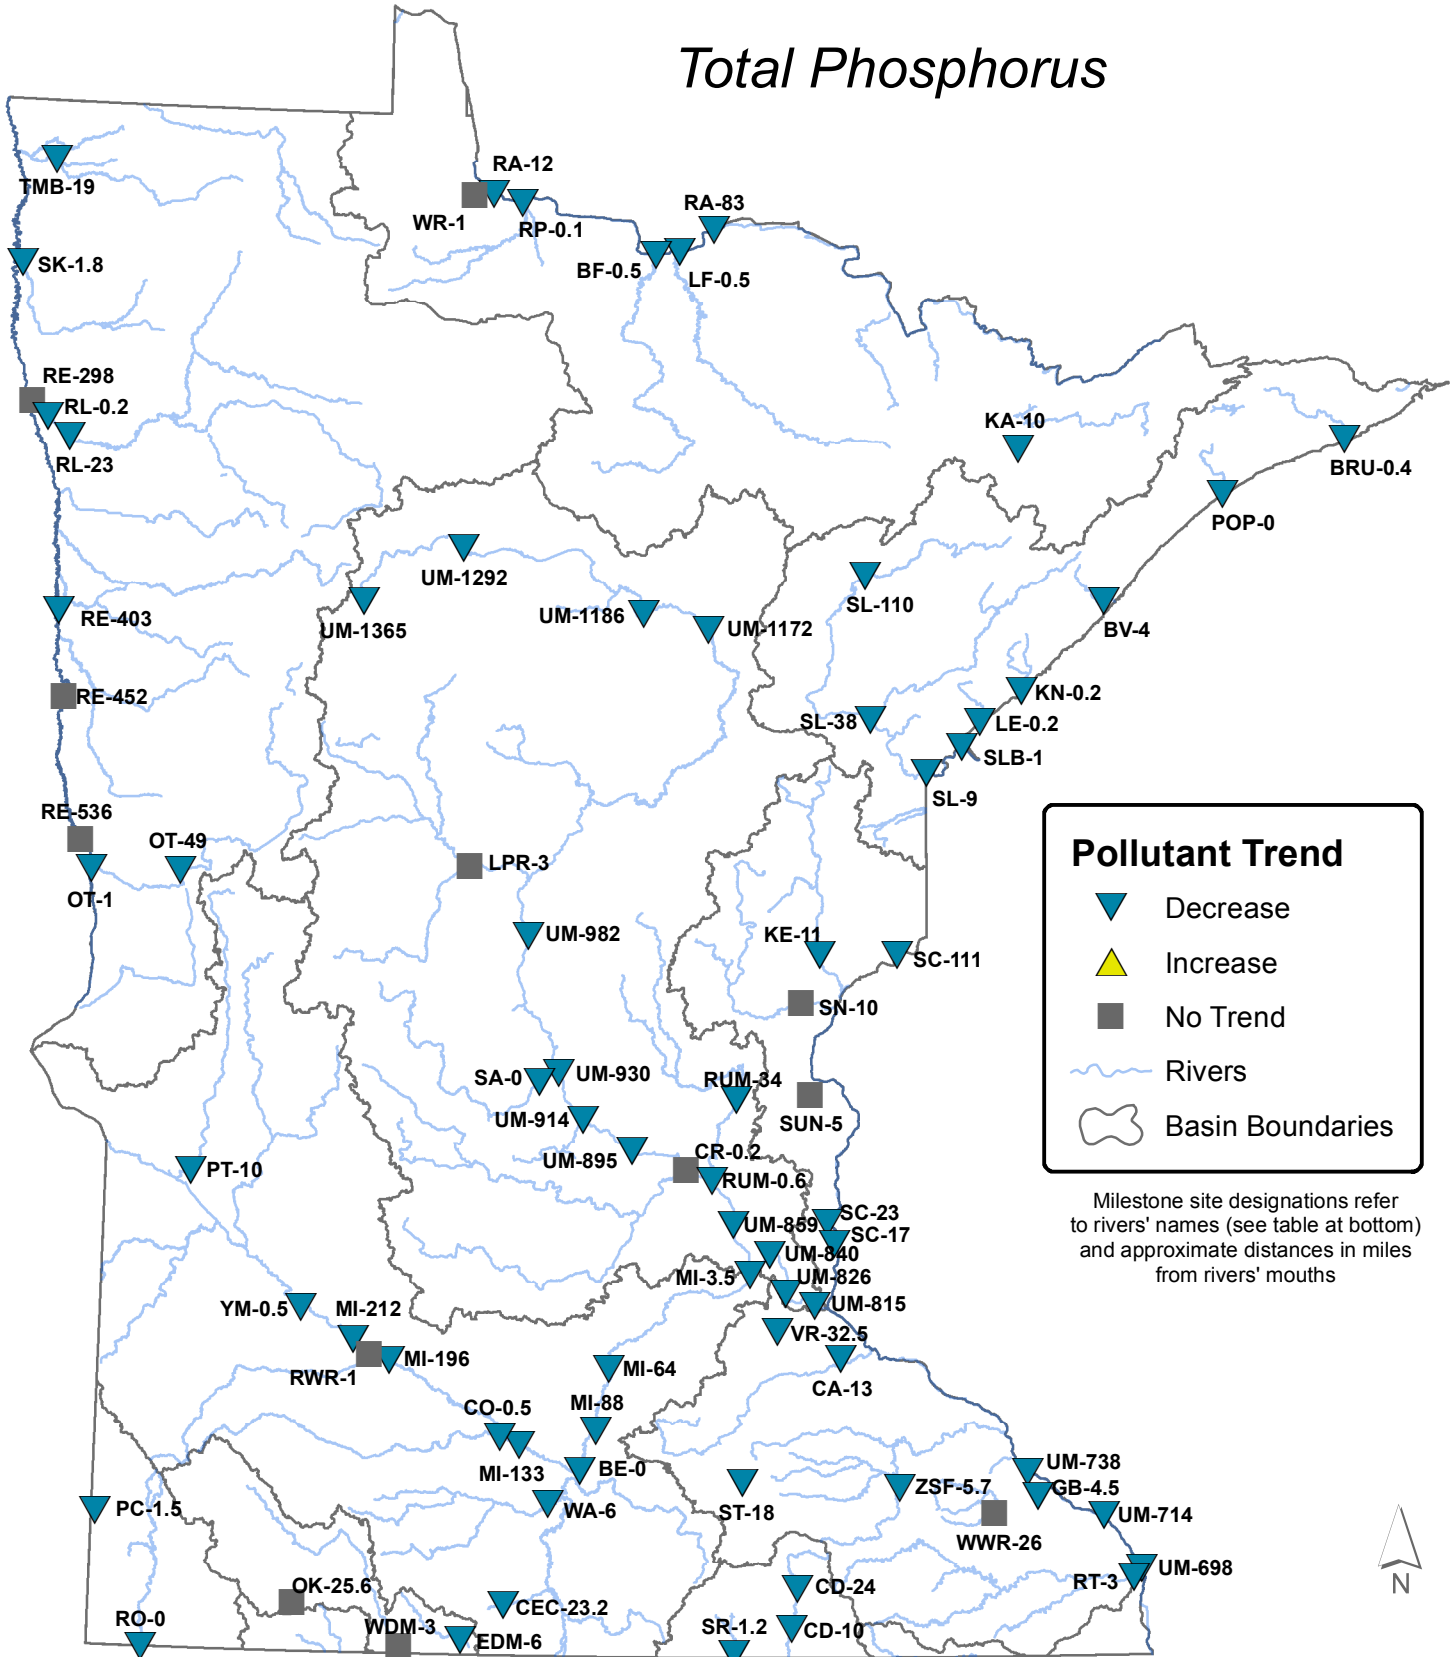 Total Phosphorus
TMB-19
RA-12
WR-1
RP-0.1
RA-83
BF-0.5
LF-0.5
SK-1.8
RE-298
RL-0.2
RL-23
KA-10
BRU-0.4
POP-0
UM-1292
UM-1365
UM-1186
UM-1172
SL-110
BV-4
RE-403
RE-452
KN-0.2
SL-38
LE-0.2
SLB-1
SL-9
RE-536
OT-49
OT-1
LPR-3
UM-982
KE-11
SC-111
SN-10
Pollutant Trend
Decrease
Increase
No Trend
Rivers
Basin Boundaries
Milestone site designations refer
to rivers' names (see table at bottom)
and approximate distances in miles
from rivers' mouths
SA-0
UM-930
RUM-34
SUN-5
UM-914
UM-895
CR-0.2
RUM-0.6
PT-10
UM-859
SC-23
SC-17
UM-840
MI-3.5
UM-826
UM-815
VR-32.5
CA-13
YM-0.5
MI-212
RWR-1
MI-196
MI-64
MI-88
CO-0.5
MI-133
BE-0
WA-6
PC-1.5
ST-18
ZSF-5.7
UM-738
GB-4.5
UM-714
WWR-26
UM-698
RT-3
OK-25.6
RO-0
WDM-3
CEC-23.2
EDM-6
CD-24
CD-10
SR-1.2
N